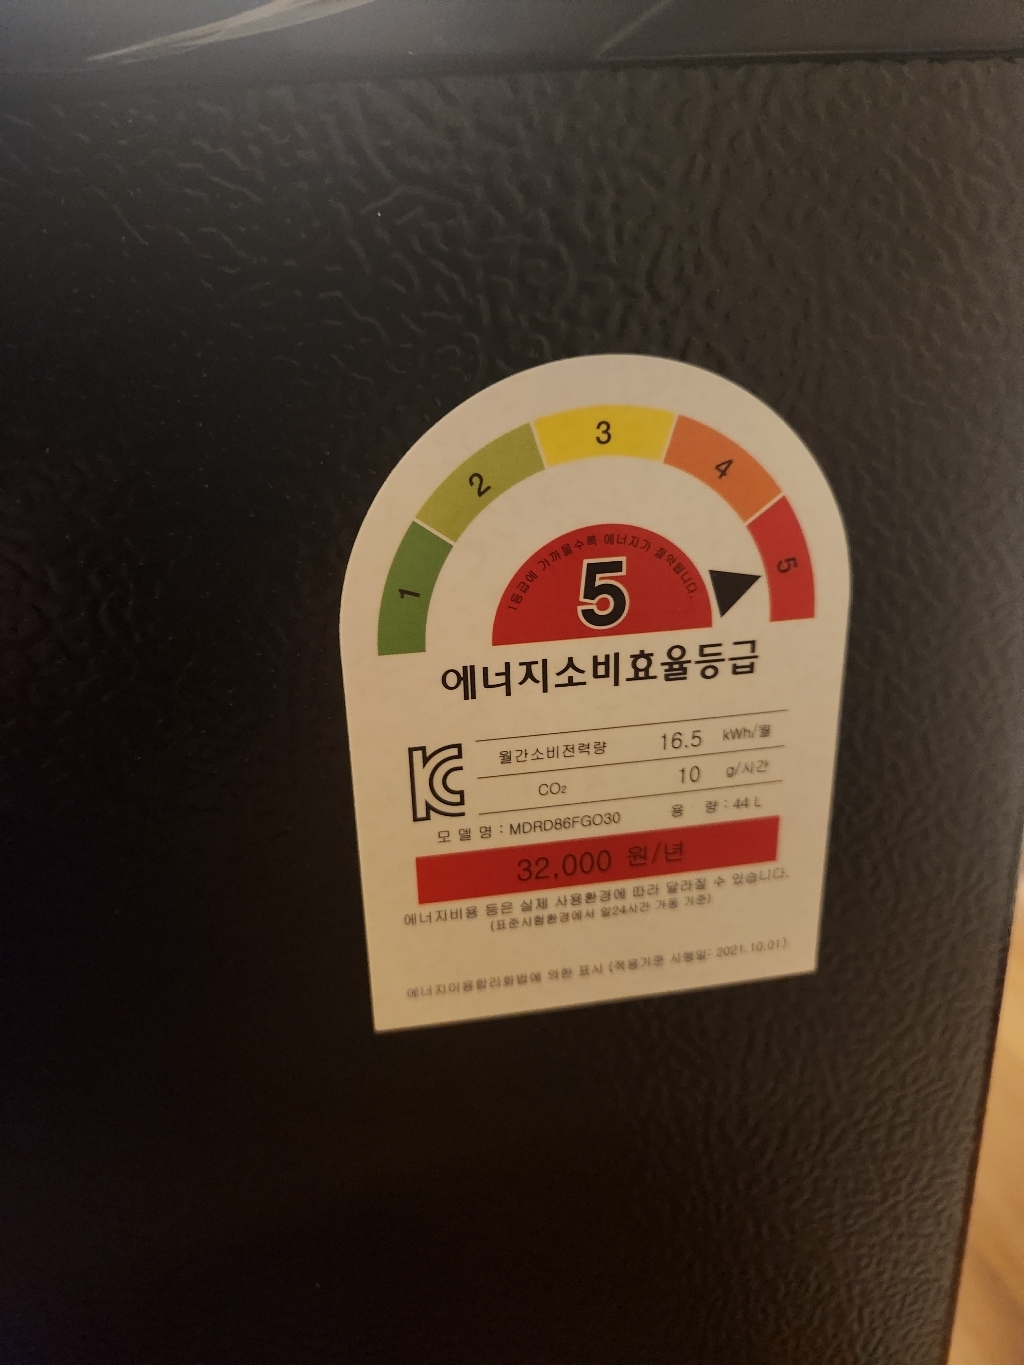 1
2
3
4
5
1등급에 가까울수록 에너지가 절약됩니다.
5
에너지소비효율등급
월간소비전력량 16.5 kWh/월
CO₂ 10 g/시간
모 델 명 : MDRD86FGO30 용 량 : 44 L
32,000 원/년
에너지비용 등은 실제 사용환경에 따라 달라질 수 있습니다.
(표준시험환경에서 일24시간 가동 기준)
에너지이용합리화법에 의한 표시 (적용기준 시행일: 2021.10.01)